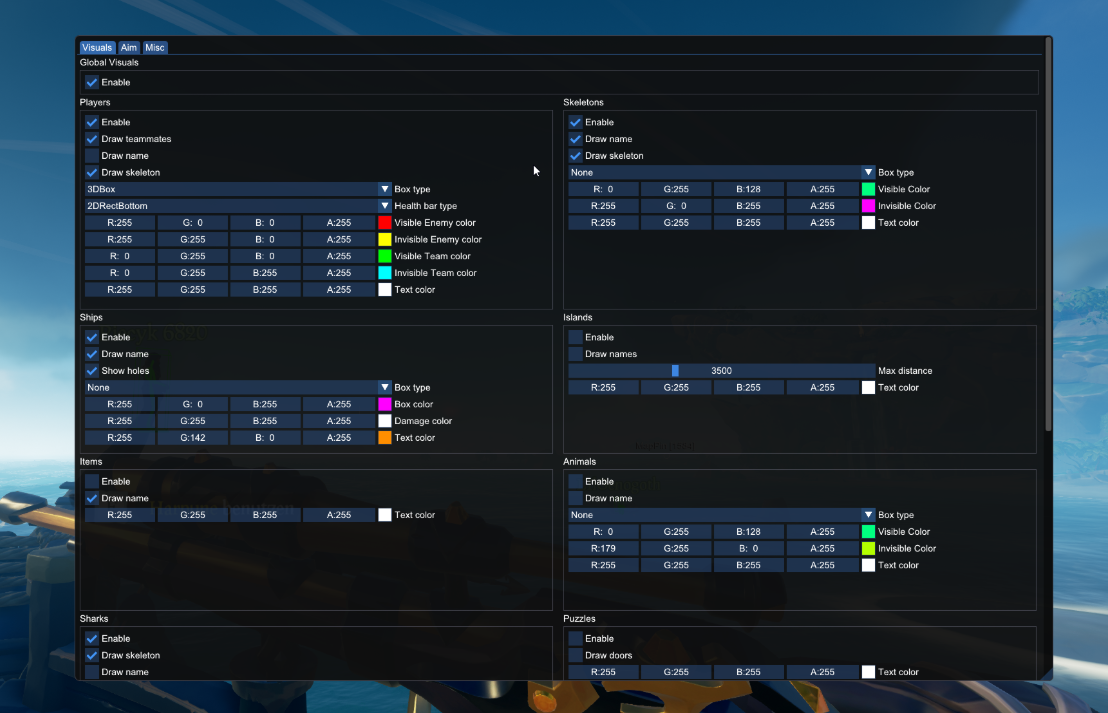 Visuals Aim Misc
Global Visuals
Enable
Players
Enable
Draw teammates
Draw name
Draw skeleton
3DBox Box type
2DRectBottom Health bar type
R:255 G: 0 B: 0 A:255 Visible Enemy color
R:255 G:255 B: 0 A:255 Invisible Enemy color
R: 0 G:255 B: 0 A:255 Visible Team color
R: 0 G:255 B:255 A:255 Invisible Team color
R:255 G:255 B:255 A:255 Text color
Skeletons
Enable
Draw name
Draw skeleton
None Box type
R: 0 G:255 B:128 A:255 Visible Color
R:255 G: 0 B:255 A:255 Invisible Color
R:255 G:255 B:255 A:255 Text color
Ships
Enable
Draw name
Show holes
None Box type
R:255 G: 0 B:255 A:255 Box color
R:255 G:255 B:255 A:255 Damage color
R:255 G:142 B: 0 A:255 Text color
Islands
Enable
Draw names
3500 Max distance
R:255 G:255 B:255 A:255 Text color
Items
Enable
Draw name
R:255 G:255 B:255 A:255 Text color
Animals
Enable
Draw name
None Box type
R: 0 G:255 B:128 A:255 Visible Color
R:179 G:255 B: 0 A:255 Invisible Color
R:255 G:255 B:255 A:255 Text color
Sharks
Enable
Draw skeleton
Draw name
Puzzles
Enable
Draw doors
R:255 G:255 B:255 A:255 Text color